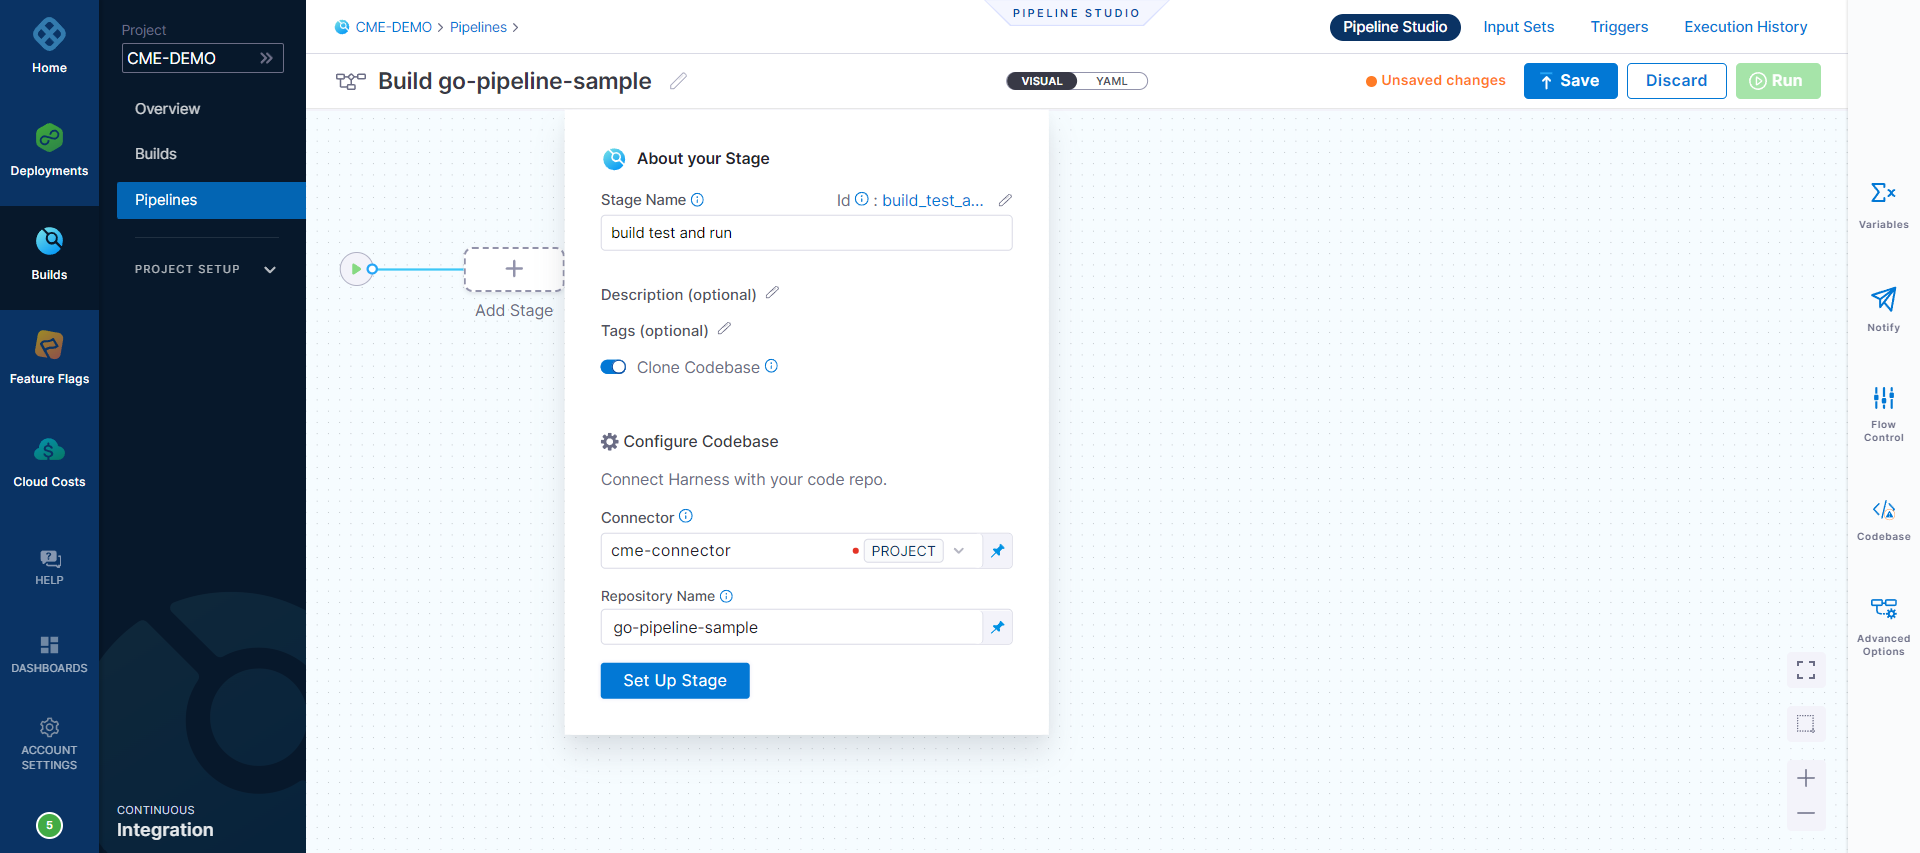 Home
Deployments
Builds
Feature Flags
$
Cloud Costs
?
HELP
DASHBOARDS
ACCOUNT
SETTINGS
5
Project
CME-DEMO
Overview
Builds
Pipelines
PROJECT SETUP
CONTINUOUS
Integration
PIPELINE STUDIO
CME-DEMO > Pipelines >
Pipeline Studio
Input Sets
Triggers
Execution History
Build go-pipeline-sample
VISUAL
YAML
Unsaved changes
Save
Discard
Run
Add Stage
About your Stage
Stage Name
Id : build_test_a...
build test and run
Description (optional)
Tags (optional)
Clone Codebase
Configure Codebase
Connect Harness with your code repo.
Connector
cme-connector
PROJECT
Repository Name
go-pipeline-sample
Set Up Stage
Variables
Notify
Flow
Control
Codebase
Advanced
Options